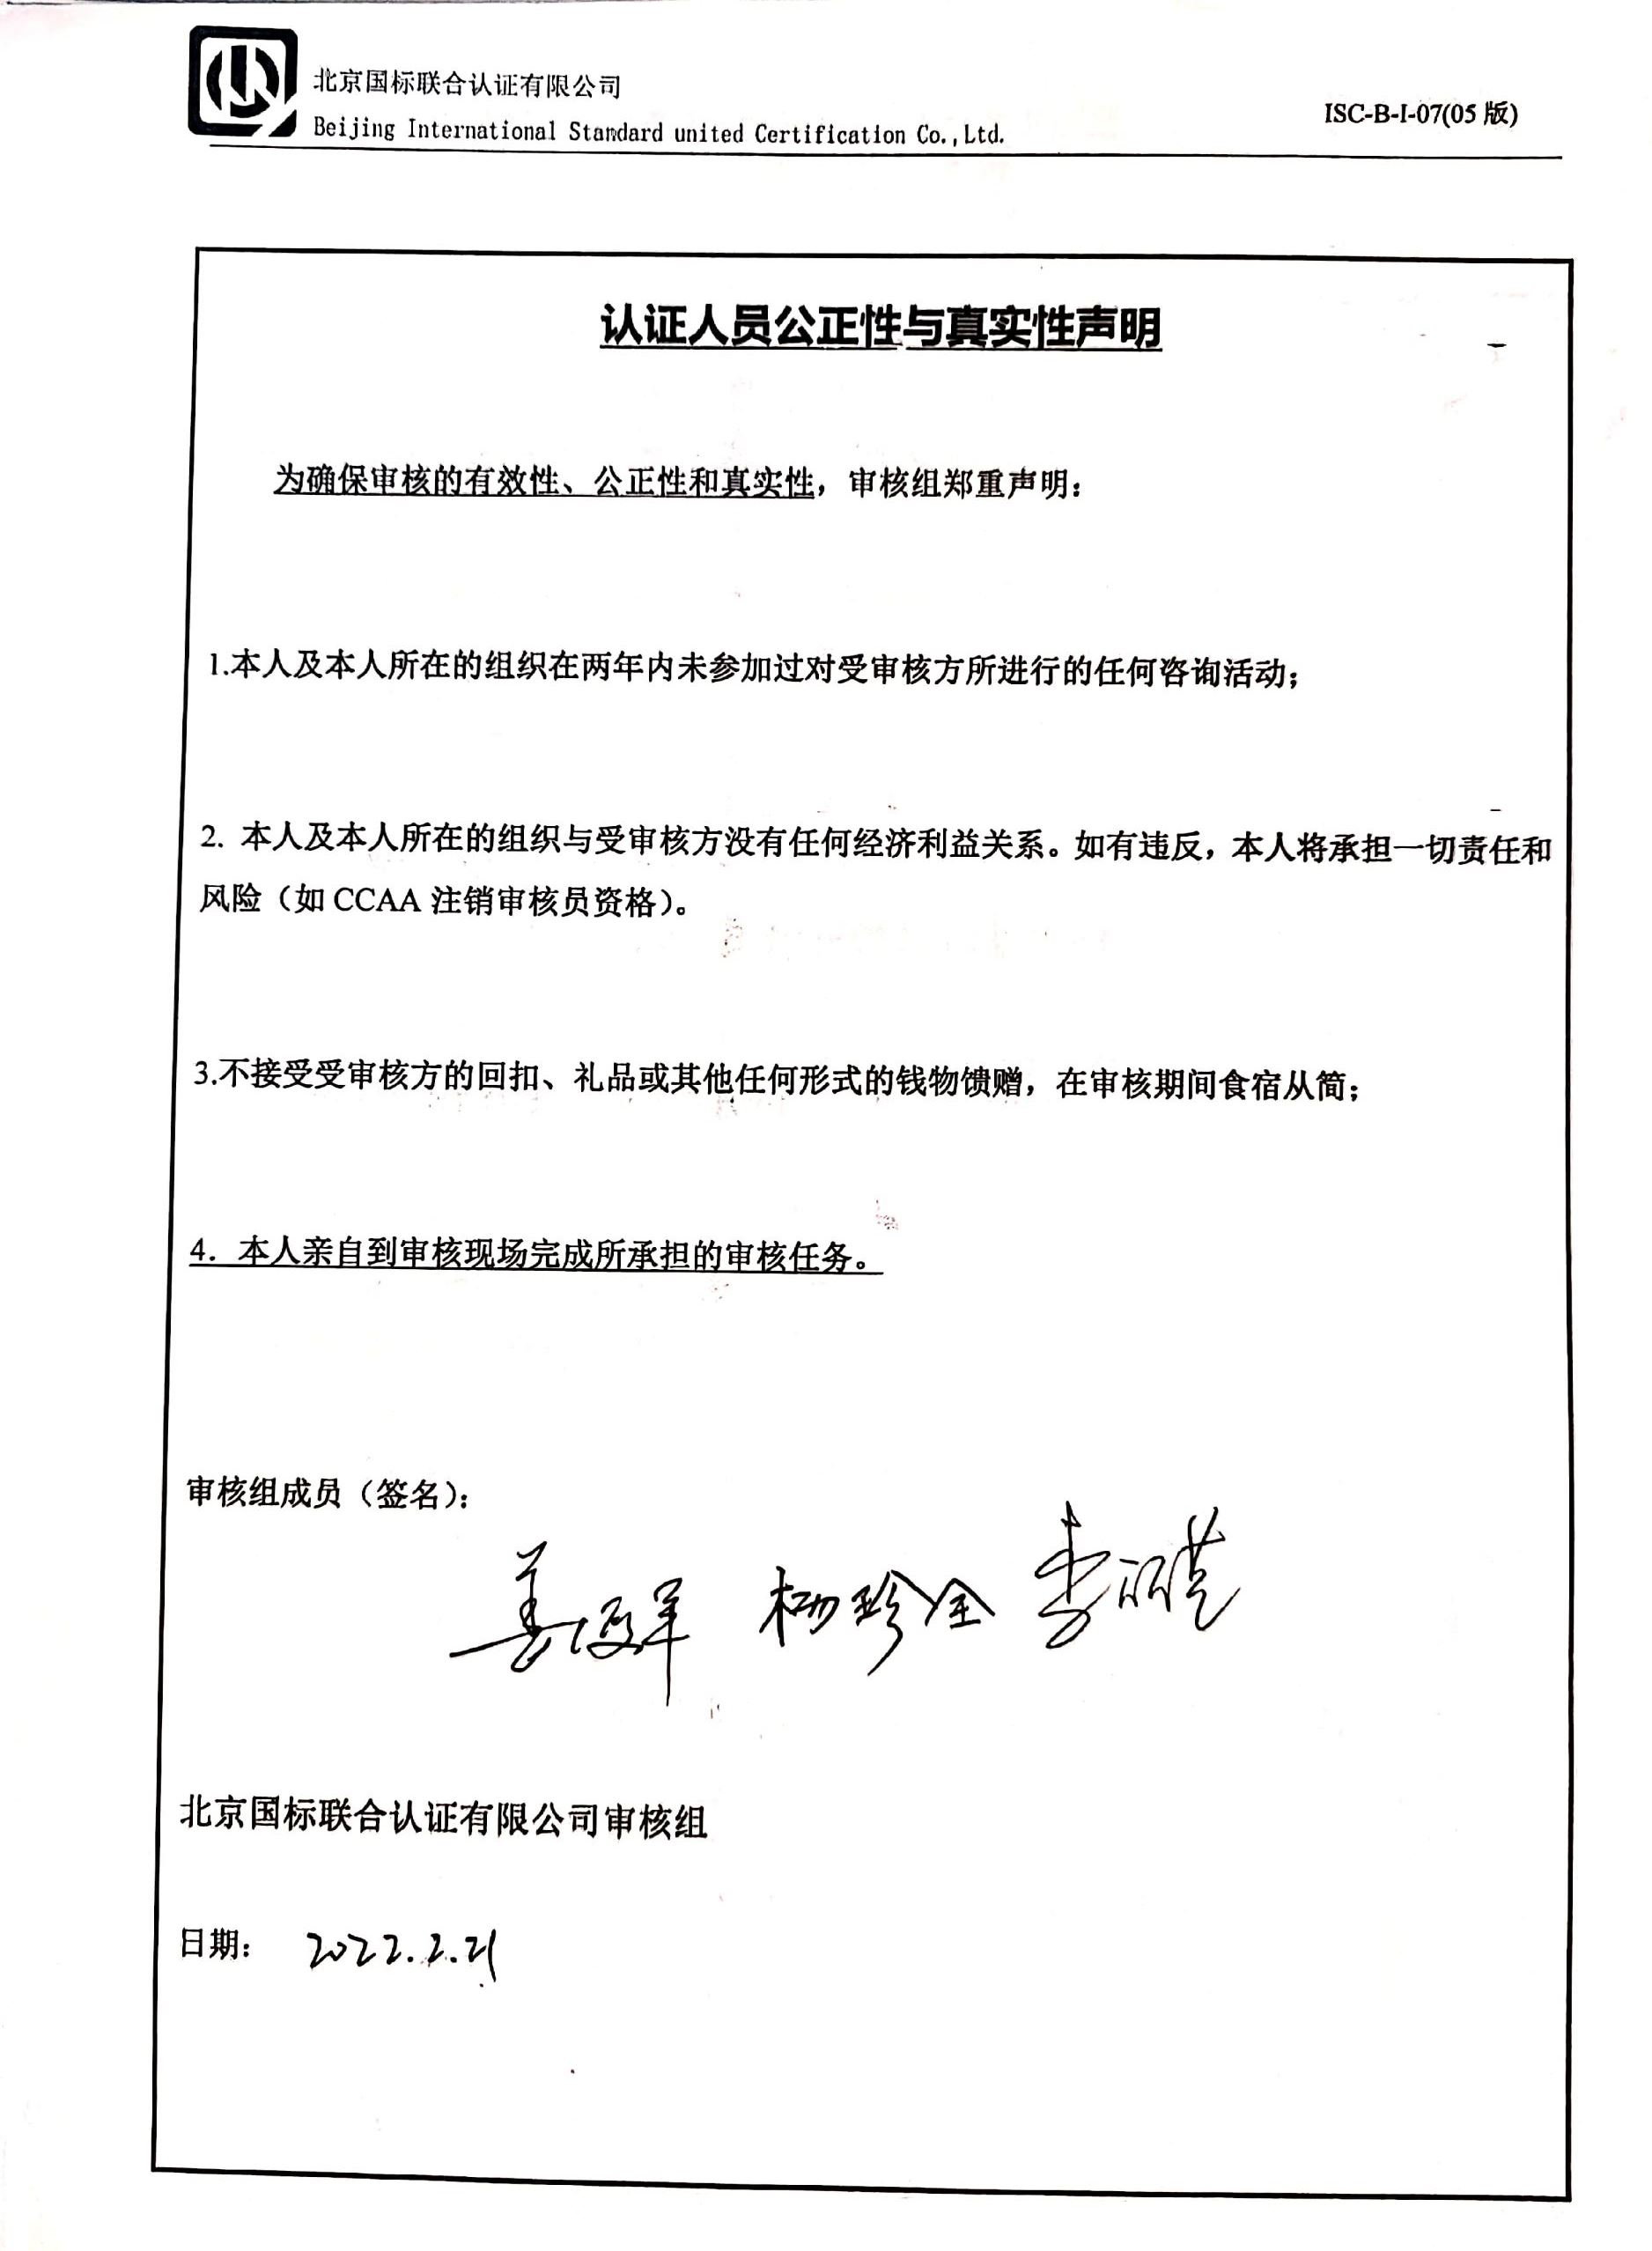 北京国标联合认证有限公司
Beijing International Standard united Certification Co.,Ltd.
ISC-B-I-07(05 版)
认证人员公正性与真实性声明
为确保审核的有效性、公正性和真实性，审核组郑重声明：
1.本人及本人所在的组织在两年内未参加过对受审核方所进行的任何咨询活动；
2. 本人及本人所在的组织与受审核方没有任何经济利益关系。如有违反，本人将承担一切责任和
风险（如 CCAA 注销审核员资格）。
3.不接受受审核方的回扣、礼品或其他任何形式的钱物馈赠，在审核期间食宿从简；
4. 本人亲自到审核现场完成所承担的审核任务。
审核组成员（签名）：
杨珍全
北京国标联合认证有限公司审核组
日期： 2022.2.21